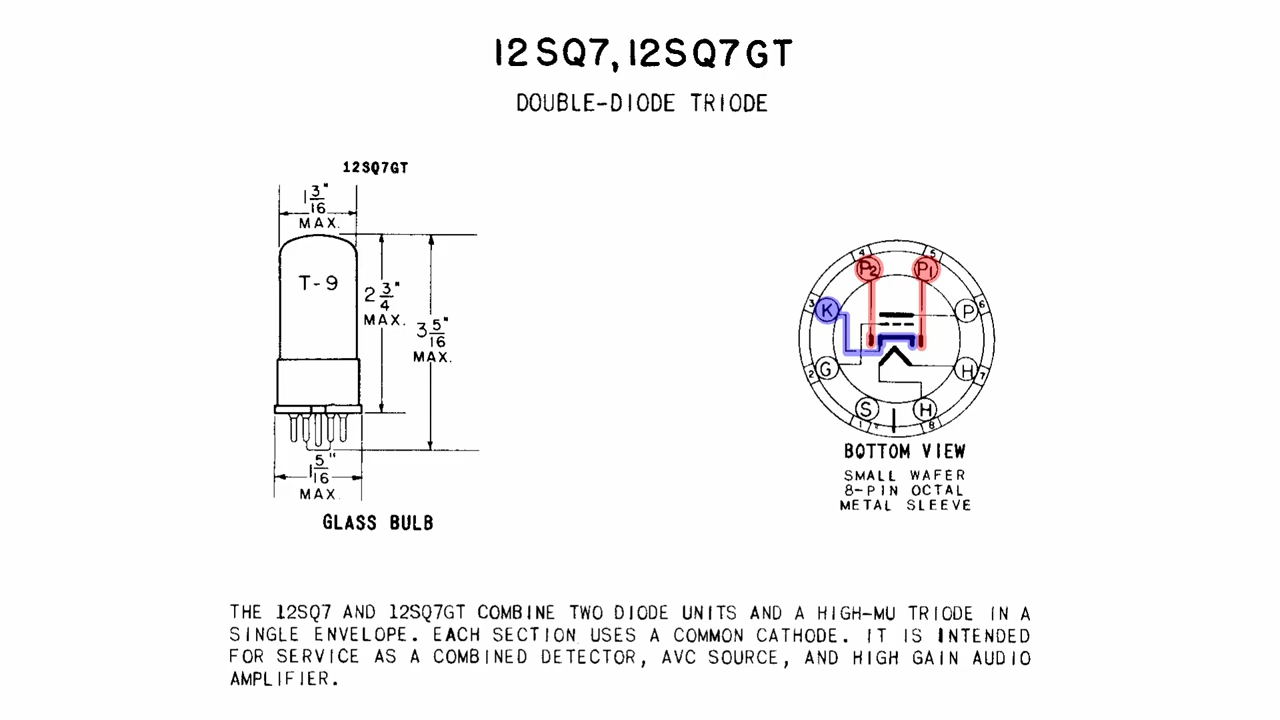 12SQ7, 12SQ7GT
DOUBLE-DIODE TRIODE
12SQ7GT
1 3/16"
MAX.
T-9
2 3/4"
MAX.
3 5/16"
MAX.
1 5/16"
MAX.
GLASS BULB
4 5
P2 P1
3 K P 6
2 G H 7
S H
1 8
BOTTOM VIEW
SMALL WAFER
8-PIN OCTAL
METAL SLEEVE
THE 12SQ7 AND 12SQ7GT COMBINE TWO DIODE UNITS AND A HIGH-MU TRIODE IN A
SINGLE ENVELOPE. EACH SECTION USES A COMMON CATHODE. IT IS INTENDED
FOR SERVICE AS A COMBINED DETECTOR, AVC SOURCE, AND HIGH GAIN AUDIO
AMPLIFIER.